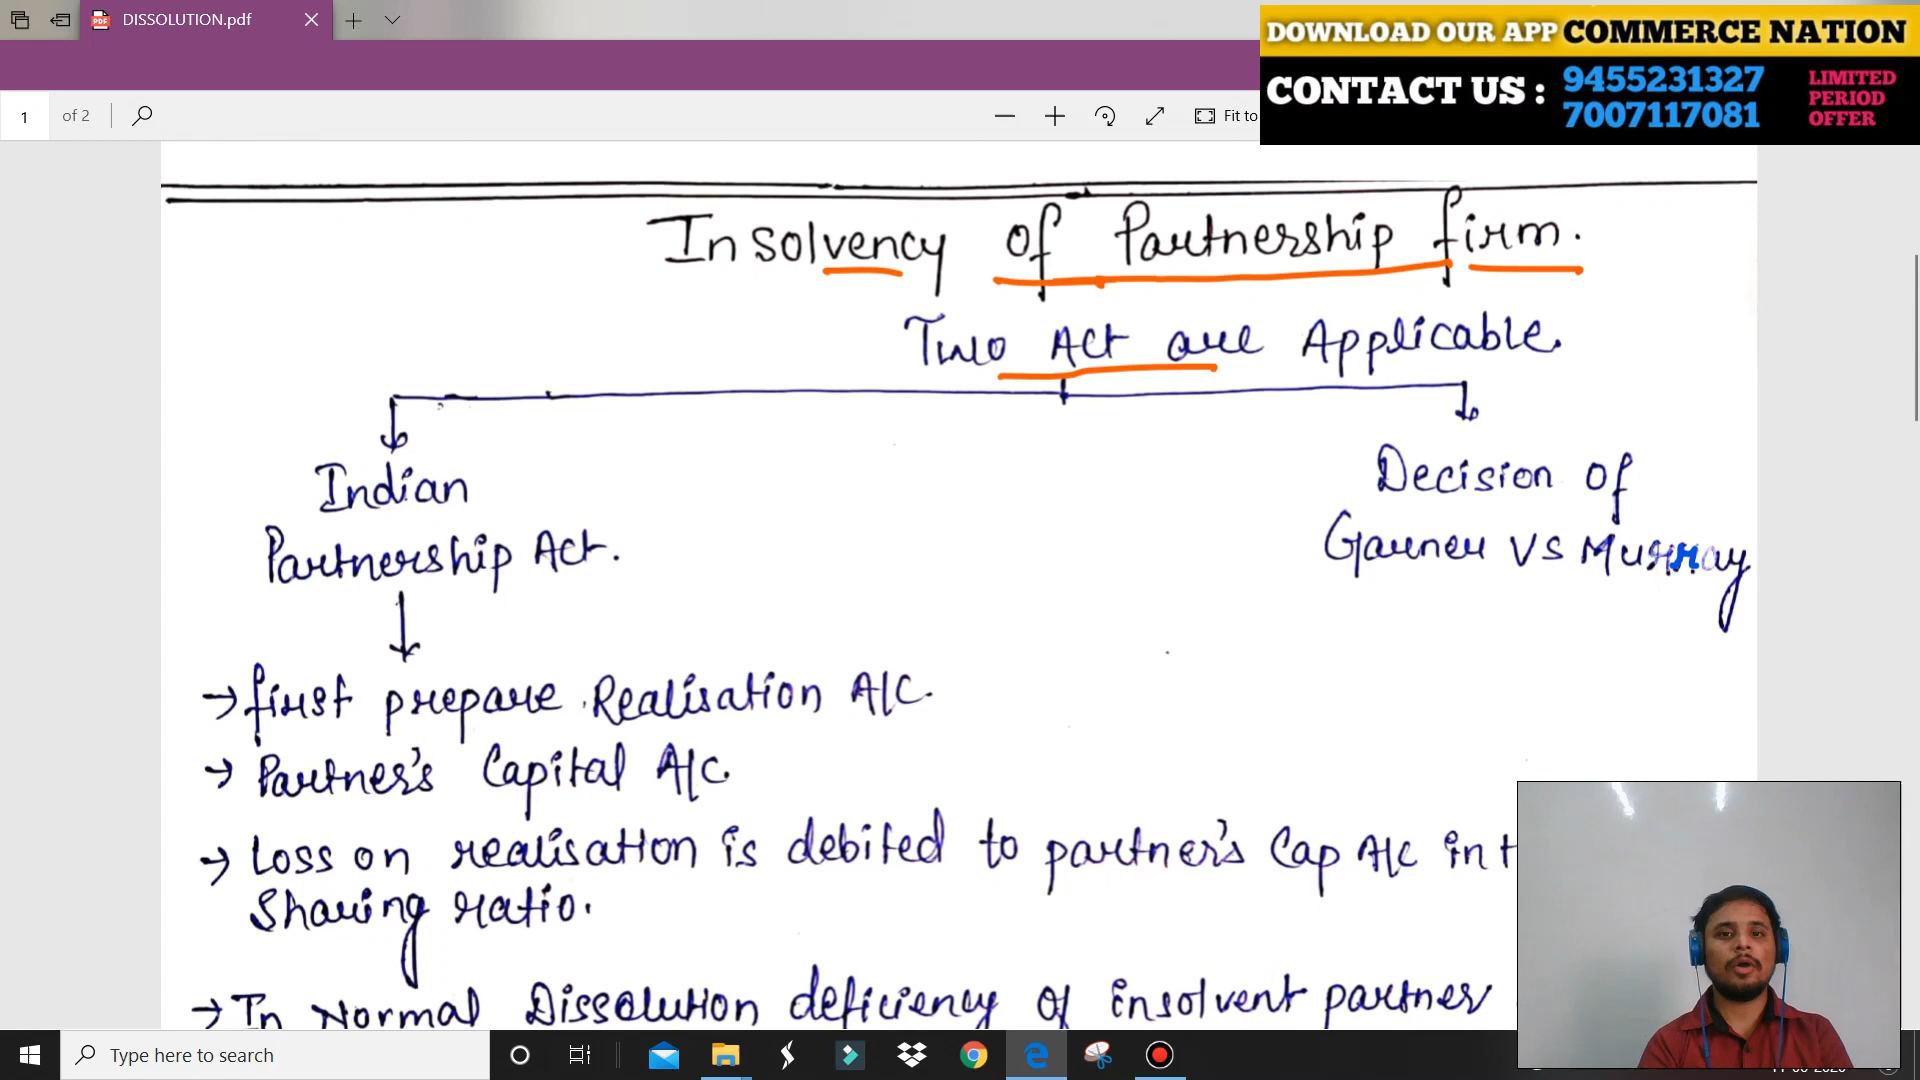 DISSOLUTION.pdf
DOWNLOAD OUR APP COMMERCE NATION
CONTACT US : 9455231327
7007117081
LIMITED
PERIOD
OFFER
1 of 2
Fit to
Insolvency of Partnership firm.
Two Act are Applicable.
Indian
Partnership Act.
Decision of
Garner VS Murray
→ first prepare Realisation A/C.
→ Partner's Capital A/C.
→ Loss on realisation is debited to partner's Cap A/c in
Sharing ratio.
→ In Normal Dissolution deficiency of insolvent partner
Type here to search